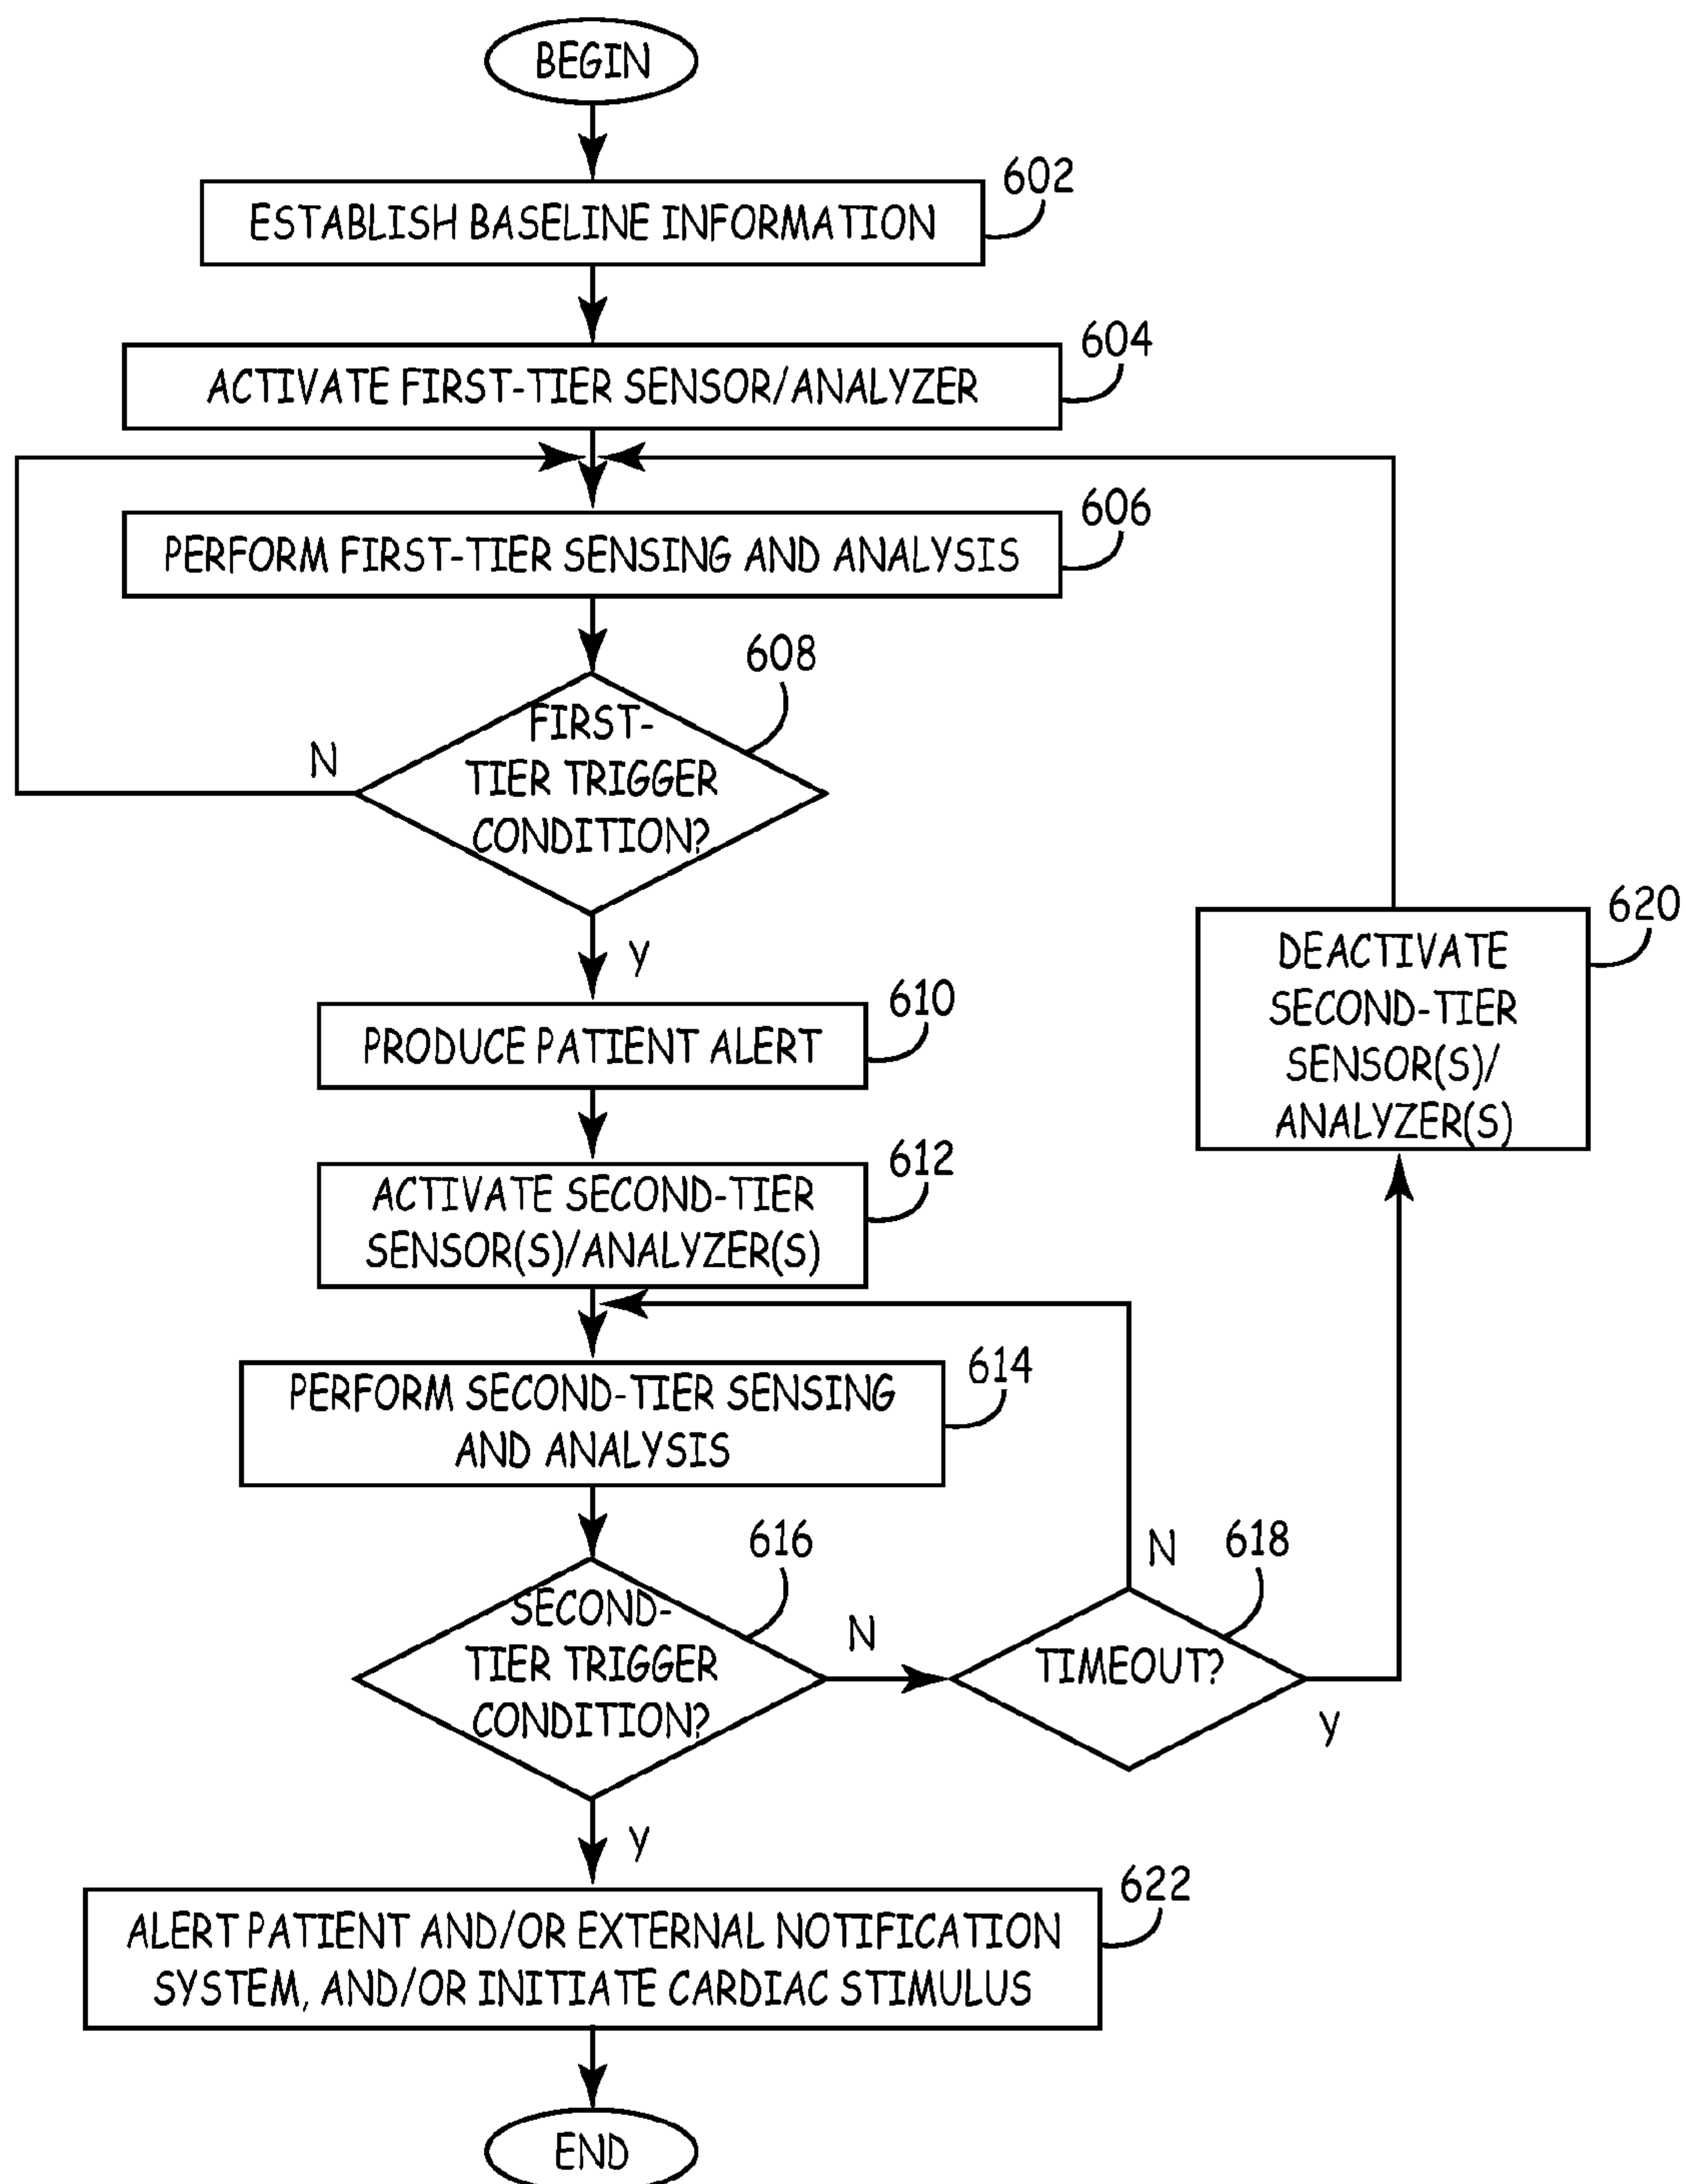 BEGIN
602
ESTABLISH BASELINE INFORMATION
604
ACTIVATE FIRST-TIER SENSOR/ANALYZER
606
PERFORM FIRST-TIER SENSING AND ANALYSIS
608
FIRST-
TIER TRIGGER
CONDITION?
N
Y
610
PRODUCE PATIENT ALERT
612
ACTIVATE SECOND-TIER
SENSOR(S)/ANALYZER(S)
614
PERFORM SECOND-TIER SENSING
AND ANALYSIS
616
SECOND-
TIER TRIGGER
CONDITION?
N
618
TIMEOUT?
N
Y
620
DEACTIVATE
SECOND-TIER
SENSOR(S)/
ANALYZER(S)
Y
622
ALERT PATIENT AND/OR EXTERNAL NOTIFICATION
SYSTEM, AND/OR INITIATE CARDIAC STIMULUS
END